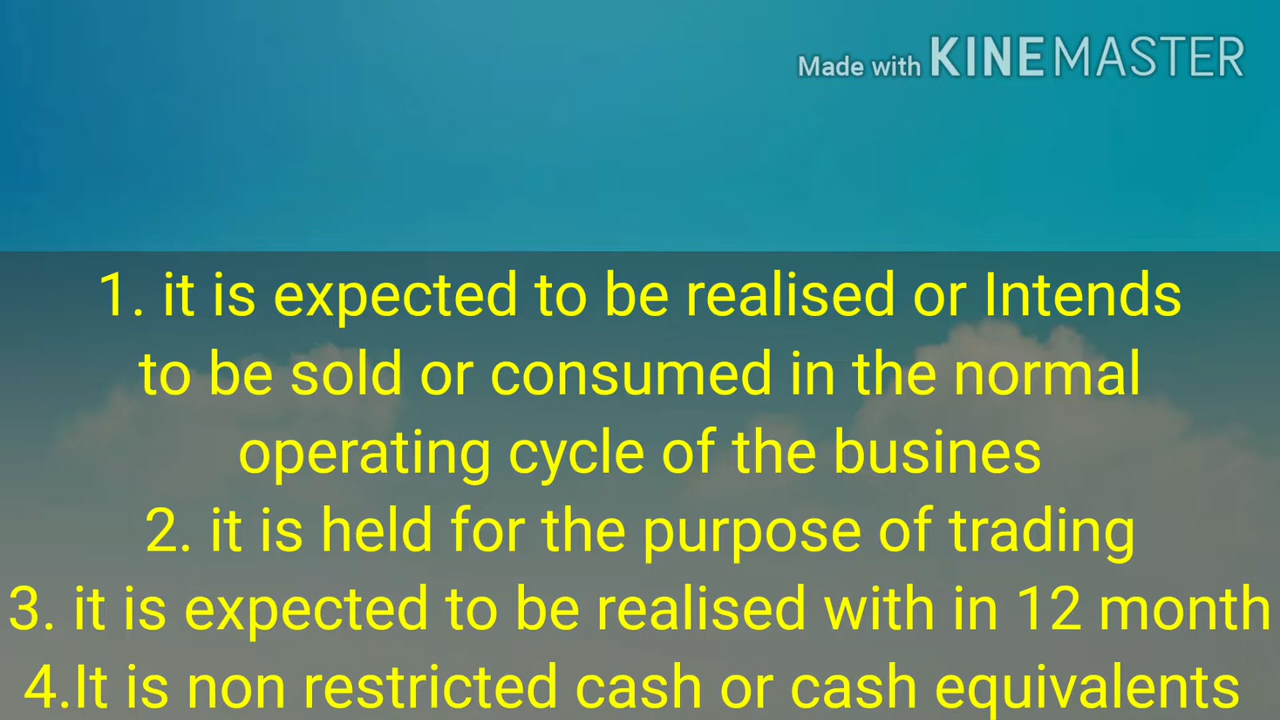 Made with KINEMASTER
1. it is expected to be realised or Intends
to be sold or consumed in the normal
operating cycle of the busines
2. it is held for the purpose of trading
3. it is expected to be realised with in 12 month
4.It is non restricted cash or cash equivalents